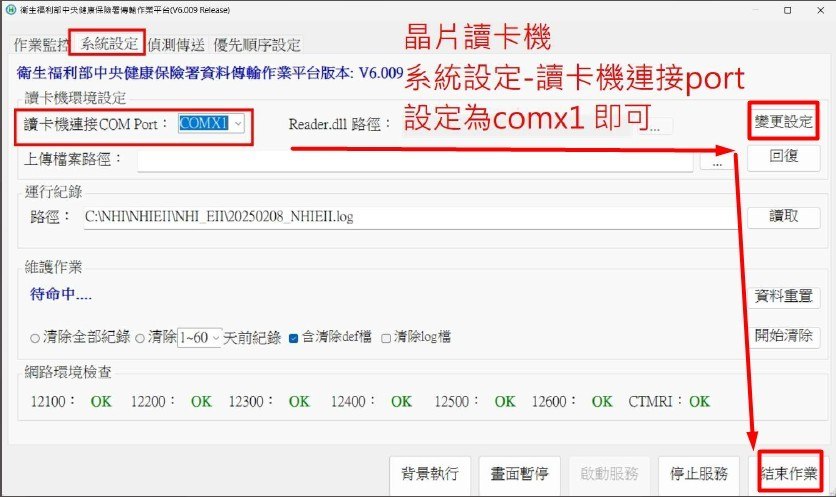 衛生福利部中央健康保險署資料傳輸作業平台(V6.009 Release)
作業監控 系統設定 偵測傳送 優先順序設定
晶片讀卡機
衛生福利部中央健康保險署資料傳輸作業平台版本: V6.009
系統設定-讀卡機連接port
設定為comx1 即可
讀卡機環境設定
讀卡機連接COM Port： COMX1 Reader.dll 路徑： ... 變更設定
上傳檔案路徑： ... 回復
運行紀錄
路徑： C:\NHI\NHIEII\NHI_EII\20250208_NHIEII.log 讀取
維護作業
待命中.... 資料重置
清除全部紀錄 清除 1~60 天前紀錄 含清除def檔 清除log檔 開始清除
網路環境檢查
12100： OK 12200： OK 12300： OK 12400： OK 12500： OK 12600： OK CTMRI：OK
背景執行 畫面暫停 啟動服務 停止服務 結束作業